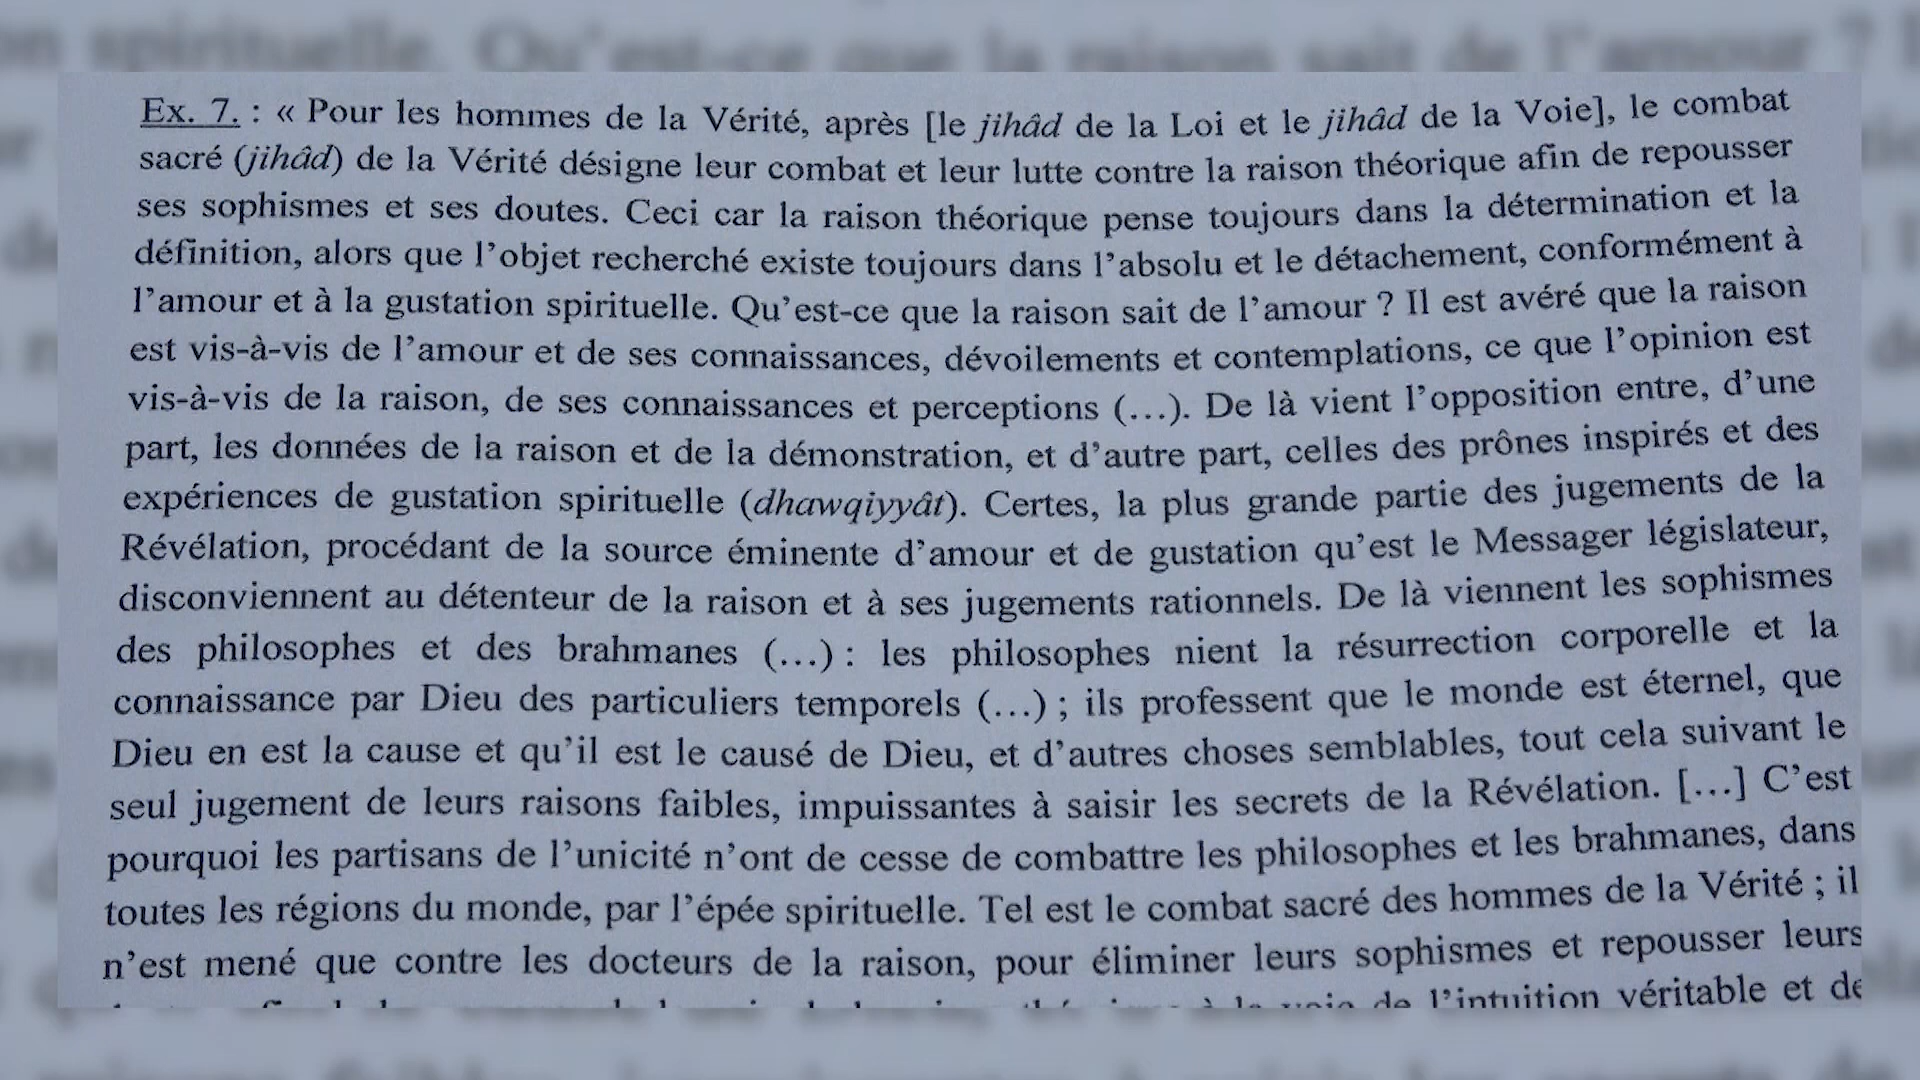 on spirituelle. Qu'est-ce que la raison sait de l'amour ?
Ex. 7. : « Pour les hommes de la Vérité, après [le jihâd de la Loi et le jihâd de la Voie], le combat
sacré (jihâd) de la Vérité désigne leur combat et leur lutte contre la raison théorique afin de repousser
ses sophismes et ses doutes. Ceci car la raison théorique pense toujours dans la détermination et la
définition, alors que l'objet recherché existe toujours dans l'absolu et le détachement, conformément à
l'amour et à la gustation spirituelle. Qu'est-ce que la raison sait de l'amour ? Il est avéré que la raison
est vis-à-vis de l'amour et de ses connaissances, dévoilements et contemplations, ce que l'opinion est
vis-à-vis de la raison, de ses connaissances et perceptions (...). De là vient l'opposition entre, d'une
part, les données de la raison et de la démonstration, et d'autre part, celles des prônes inspirés et des
expériences de gustation spirituelle (dhawqiyyât). Certes, la plus grande partie des jugements de la
Révélation, procédant de la source éminente d'amour et de gustation qu'est le Messager législateur,
disconviennent au détenteur de la raison et à ses jugements rationnels. De là viennent les sophismes
des philosophes et des brahmanes (...) : les philosophes nient la résurrection corporelle et la
connaissance par Dieu des particuliers temporels (...) ; ils professent que le monde est éternel, que
Dieu en est la cause et qu'il est le causé de Dieu, et d'autres choses semblables, tout cela suivant le
seul jugement de leurs raisons faibles, impuissantes à saisir les secrets de la Révélation. [...] C'est
pourquoi les partisans de l'unicité n'ont de cesse de combattre les philosophes et les brahmanes, dans
toutes les régions du monde, par l'épée spirituelle. Tel est le combat sacré des hommes de la Vérité ; il
n'est mené que contre les docteurs de la raison, pour éliminer leurs sophismes et repousser leurs
à la voie de l'intuition véritable et de